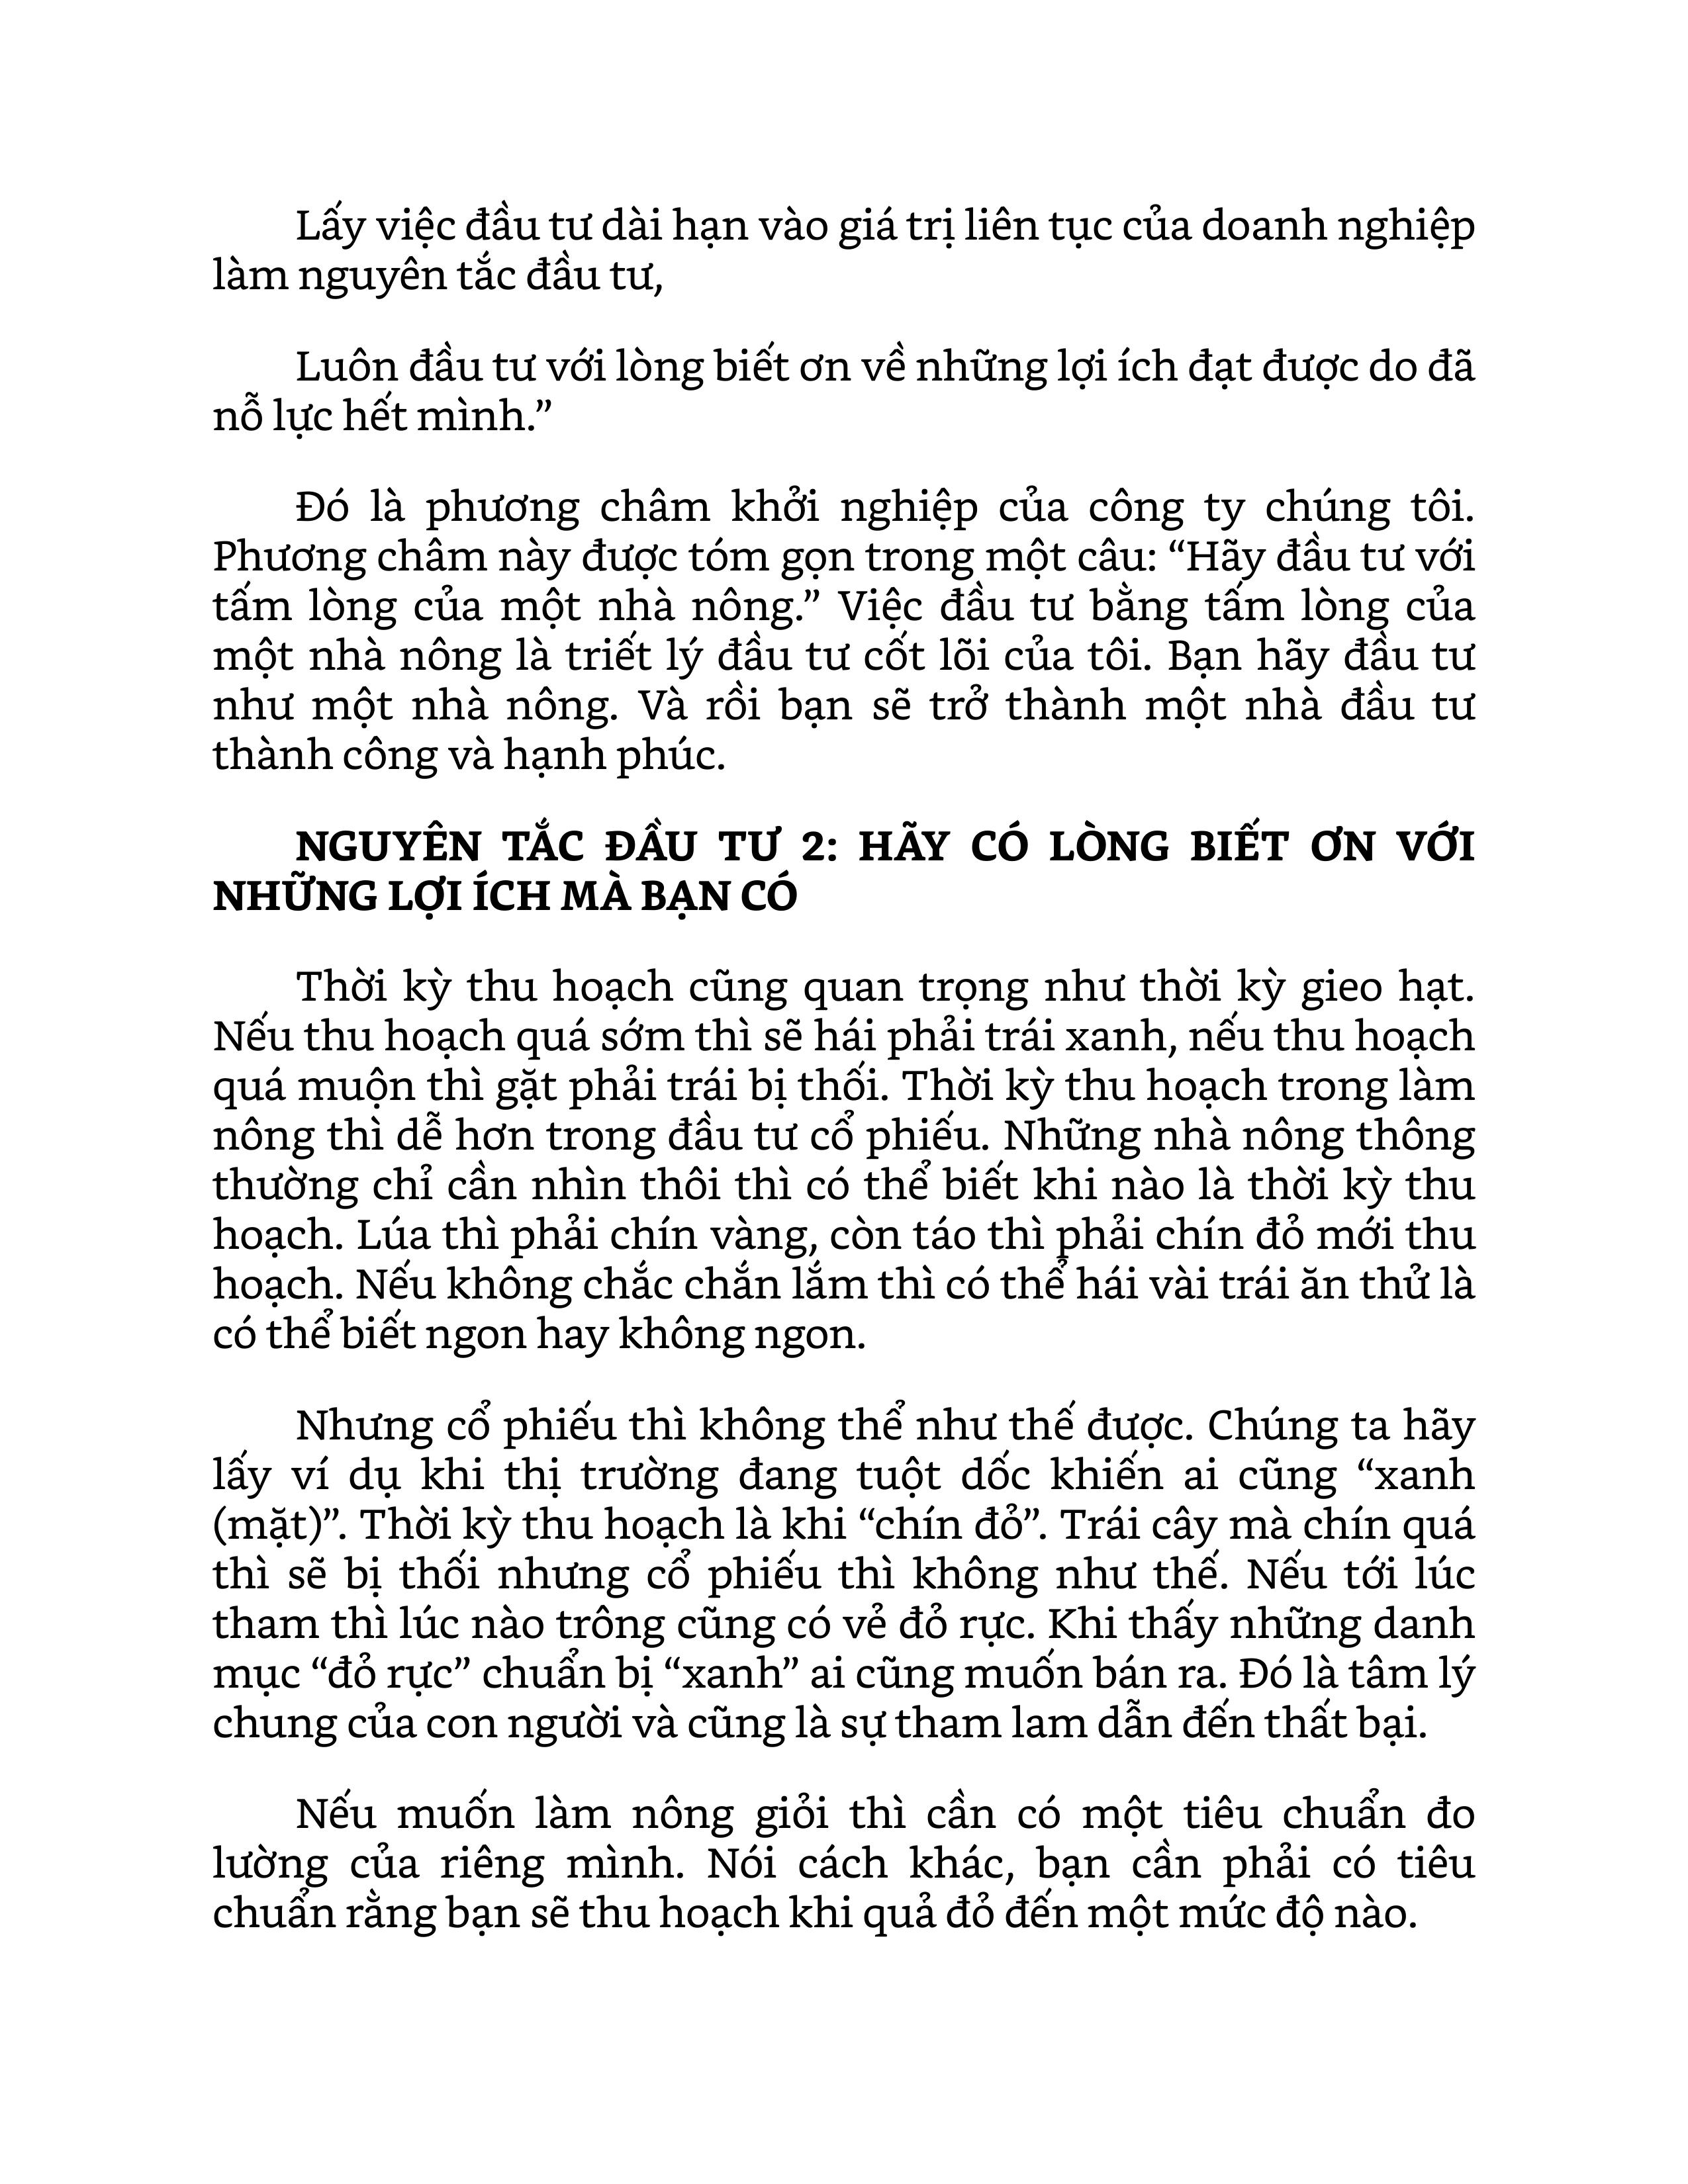 Lấy việc đầu tư dài hạn vào giá trị liên tục của doanh nghiệp
làm nguyên tắc đầu tư,
Luôn đầu tư với lòng biết ơn về những lợi ích đạt được do đã
nỗ lực hết mình.”
Đó là phương châm khởi nghiệp của công ty chúng tôi.
Phương châm này được tóm gọn trong một câu: “Hãy đầu tư với
tấm lòng của một nhà nông.” Việc đầu tư bằng tấm lòng của
một nhà nông là triết lý đầu tư cốt lõi của tôi. Bạn hãy đầu tư
như một nhà nông. Và rồi bạn sẽ trở thành một nhà đầu tư
thành công và hạnh phúc.
NGUYÊN TẮC ĐẦU TƯ 2: HÃY CÓ LÒNG BIẾT ƠN VỚI
NHỮNG LỢI ÍCH MÀ BẠN CÓ
Thời kỳ thu hoạch cũng quan trọng như thời kỳ gieo hạt.
Nếu thu hoạch quá sớm thì sẽ hái phải trái xanh, nếu thu hoạch
quá muộn thì gặt phải trái bị thối. Thời kỳ thu hoạch trong làm
nông thì dễ hơn trong đầu tư cổ phiếu. Những nhà nông thông
thường chỉ cần nhìn thôi thì có thể biết khi nào là thời kỳ thu
hoạch. Lúa thì phải chín vàng, còn táo thì phải chín đỏ mới thu
hoạch. Nếu không chắc chắn lắm thì có thể hái vài trái ăn thử là
có thể biết ngon hay không ngon.
Nhưng cổ phiếu thì không thể như thế được. Chúng ta hãy
lấy ví dụ khi thị trường đang tuột dốc khiến ai cũng “xanh
(mặt)”. Thời kỳ thu hoạch là khi “chín đỏ”. Trái cây mà chín quá
thì sẽ bị thối nhưng cổ phiếu thì không như thế. Nếu tới lúc
tham thì lúc nào trông cũng có vẻ đỏ rực. Khi thấy những danh
mục “đỏ rực” chuẩn bị “xanh” ai cũng muốn bán ra. Đó là tâm lý
chung của con người và cũng là sự tham lam dẫn đến thất bại.
Nếu muốn làm nông giỏi thì cần có một tiêu chuẩn đo
lường của riêng mình. Nói cách khác, bạn cần phải có tiêu
chuẩn rằng bạn sẽ thu hoạch khi quả đỏ đến một mức độ nào.